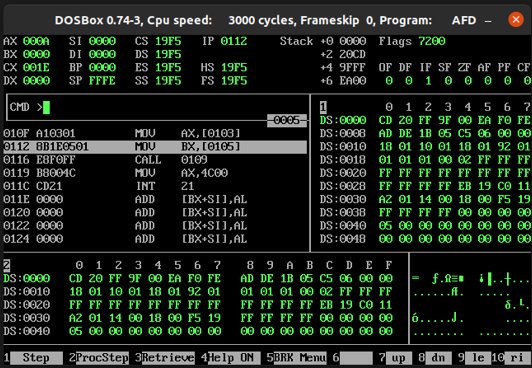 DOSBox 0.74-3, Cpu speed: 3000 cycles, Frameskip 0, Program: AFD
AX 000A SI 0000 CS 19F5 IP 0112 Stack +0 0000 Flags 7200
BX 0000 DI 0000 DS 19F5 +2 20CD
CX 001E BP 0000 ES 19F5 HS 19F5 +4 9FFF OF DF IF SF ZF AF PF CF
DX 0000 SP FFFE SS 19F5 FS 19F5 +6 EA00 0 0 1 0 0 0 0 0
CMD >
0005
010F A10301 MOV AX,[0103]
0112 8B1E0501 MOV BX,[0105]
0116 E8F0FF CALL 0109
0119 B8004C MOV AX,4C00
011C CD21 INT 21
011E 0000 ADD [BX+SI],AL
0120 0000 ADD [BX+SI],AL
0122 0000 ADD [BX+SI],AL
0124 0000 ADD [BX+SI],AL
1 0 1 2 3 4 5 6 7
DS:0000 CD 20 FF 9F 00 EA F0 FE
DS:0008 AD DE 1B 05 C5 06 00 00
DS:0010 18 01 10 01 18 01 92 01
DS:0018 01 01 01 00 02 FF FF FF
DS:0020 FF FF FF FF FF FF FF FF
DS:0028 FF FF FF FF EB 19 C0 11
DS:0030 A2 01 14 00 18 00 F5 19
DS:0038 FF FF FF FF 00 00 00 00
DS:0040 05 00 00 00 00 00 00 00
DS:0048 00 00 00 00 00 00 00 00
2 0 1 2 3 4 5 6 7 8 9 A B C D E F
DS:0000 CD 20 FF 9F 00 EA F0 FE AD DE 1B 05 C5 06 00 00
DS:0010 18 01 10 01 18 01 92 01 01 01 01 00 02 FF FF FF
DS:0020 FF FF FF FF FF FF FF FF FF FF FF FF EB 19 C0 11
DS:0030 A2 01 14 00 18 00 F5 19 FF FF FF FF 00 00 00 00
DS:0040 05 00 00 00 00 00 00 00 00 00 00 00 00 00 00 00
1 Step 2ProcStep 3Retrieve 4Help ON 5BRK Menu 6 7 up 8 dn 9 le 10 ri